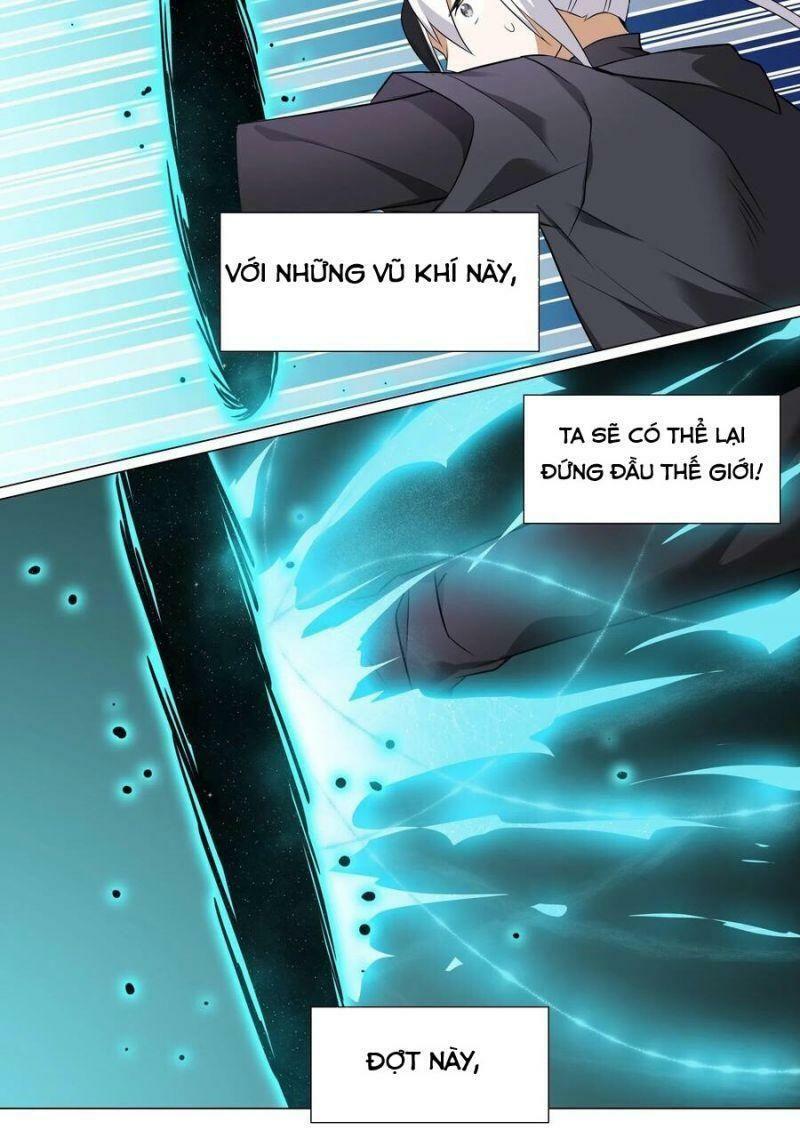 VỚI NHỮNG VŨ KHÍ NÀY,
TA SẼ CÓ THỂ LẠI
ĐỨNG ĐẦU THẾ GIỚI!
ĐỢT NÀY,